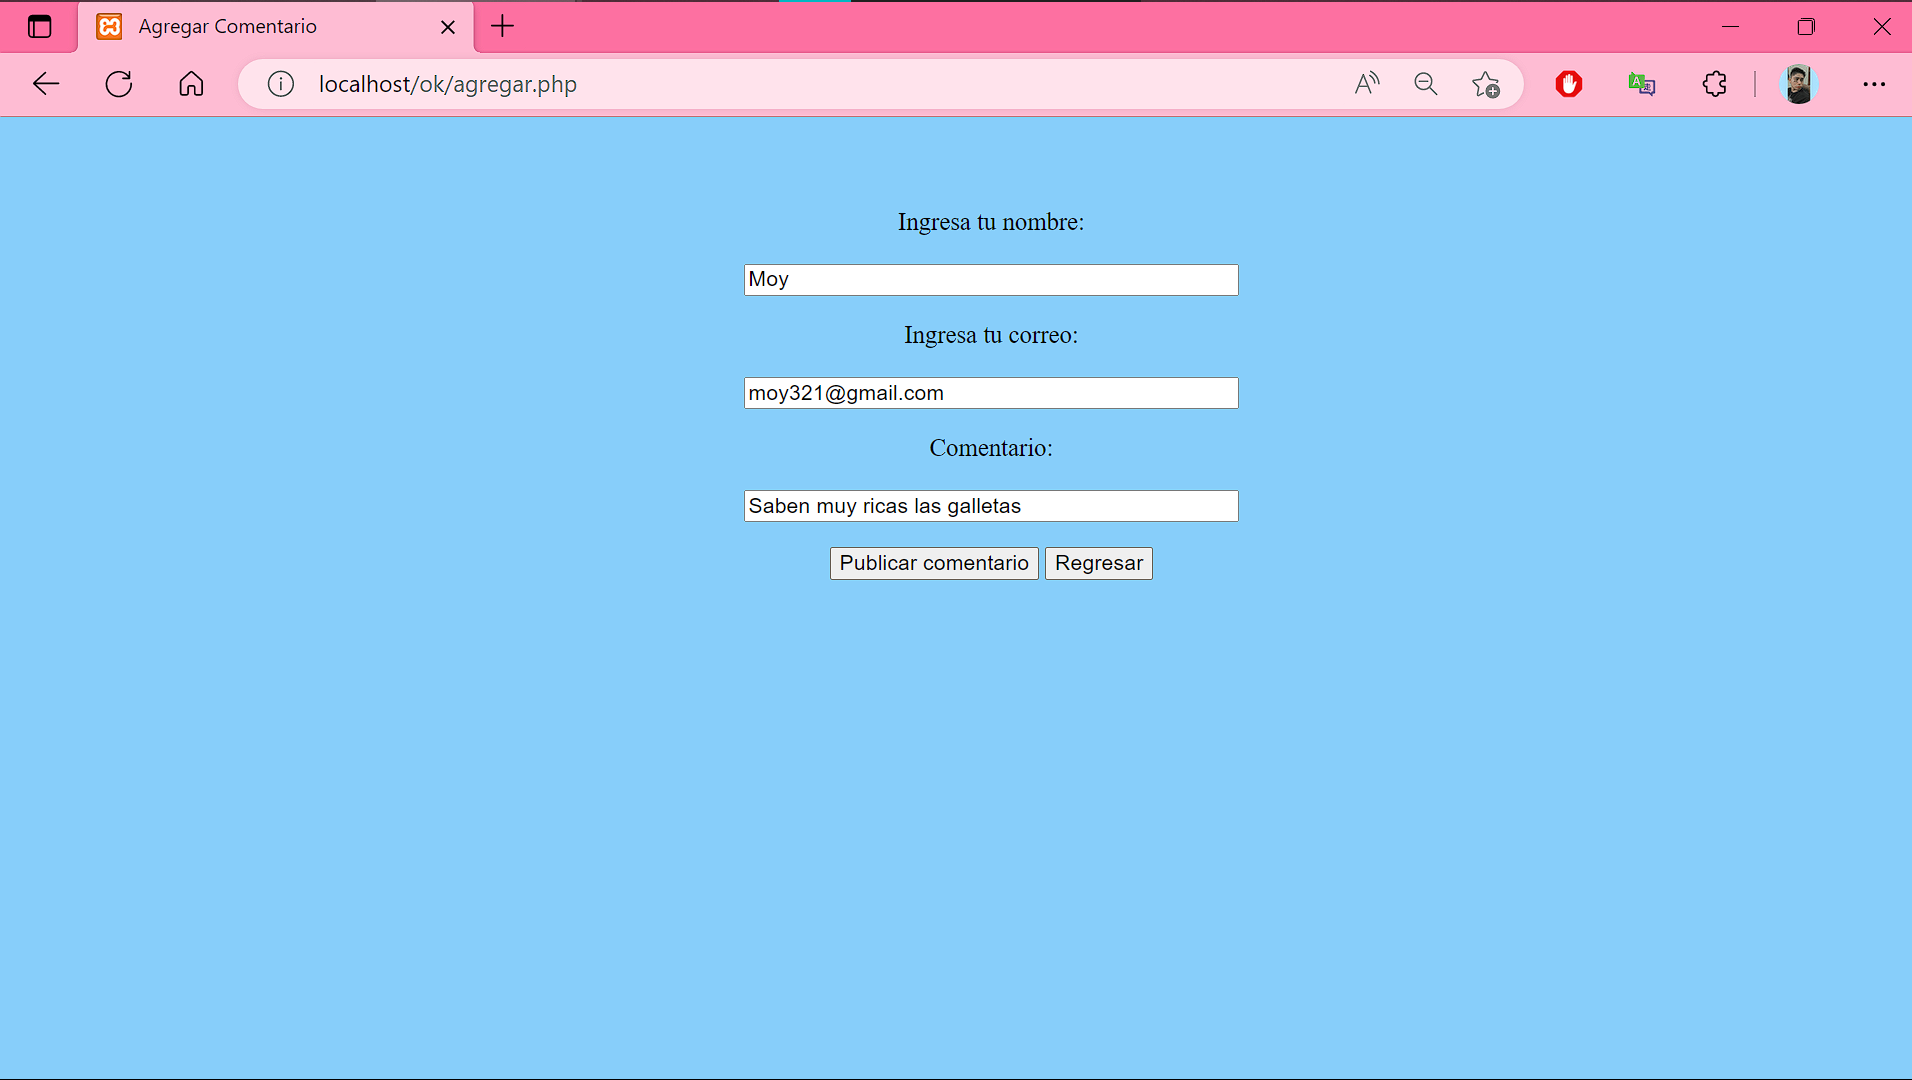 Agregar Comentario
localhost/ok/agregar.php
Ingresa tu nombre:
Moy
Ingresa tu correo:
moy321@gmail.com
Comentario:
Saben muy ricas las galletas
Publicar comentario Regresar